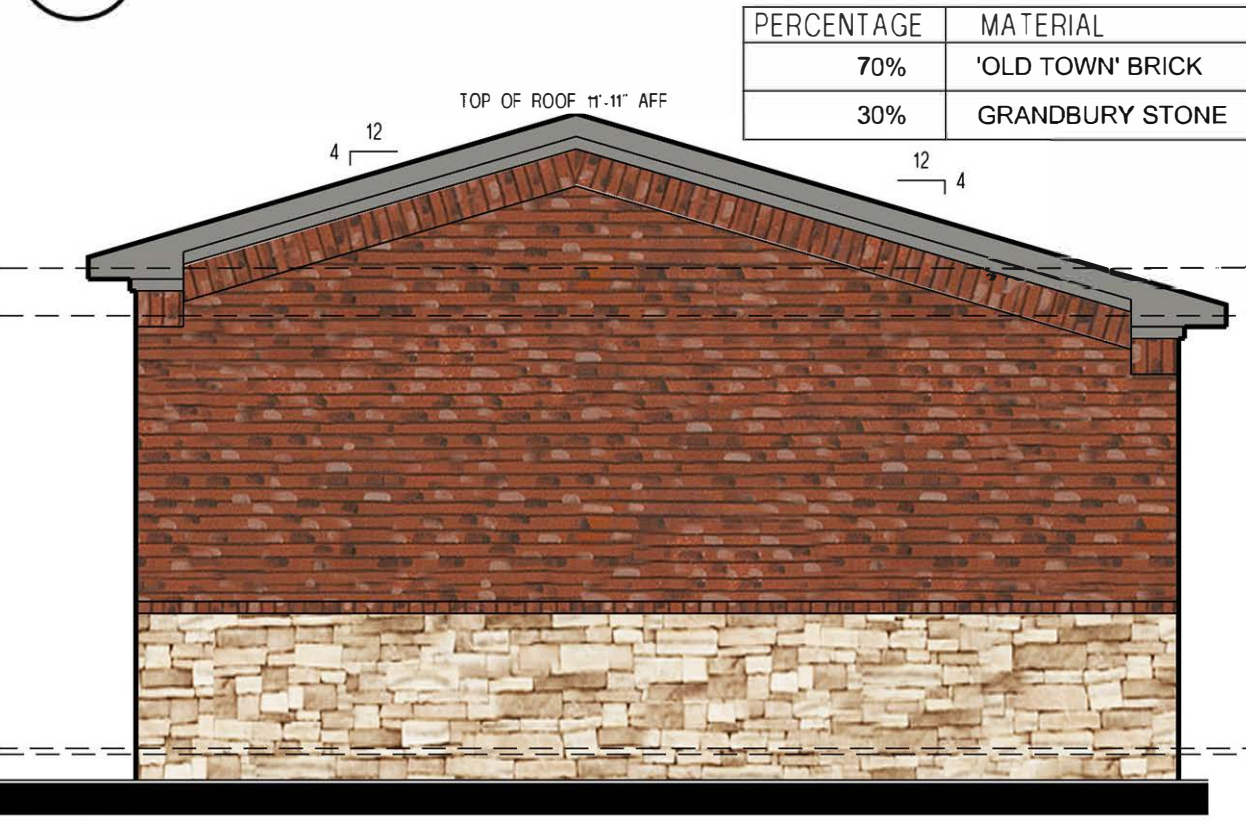 PERCENTAGE MATERIAL
70% 'OLD TOWN' BRICK
30% GRANDBURY STONE
TOP OF ROOF 11'-11" AFF
12
4
12
4